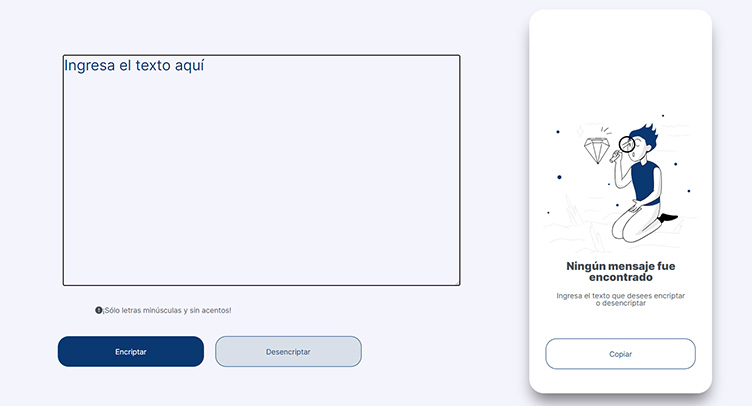 Ingresa el texto aquí
¡Sólo letras minúsculas y sin acentos!
Encriptar
Desencriptar
Ningún mensaje fue
encontrado
Ingresa el texto que desees encriptar
o desencriptar
Copiar